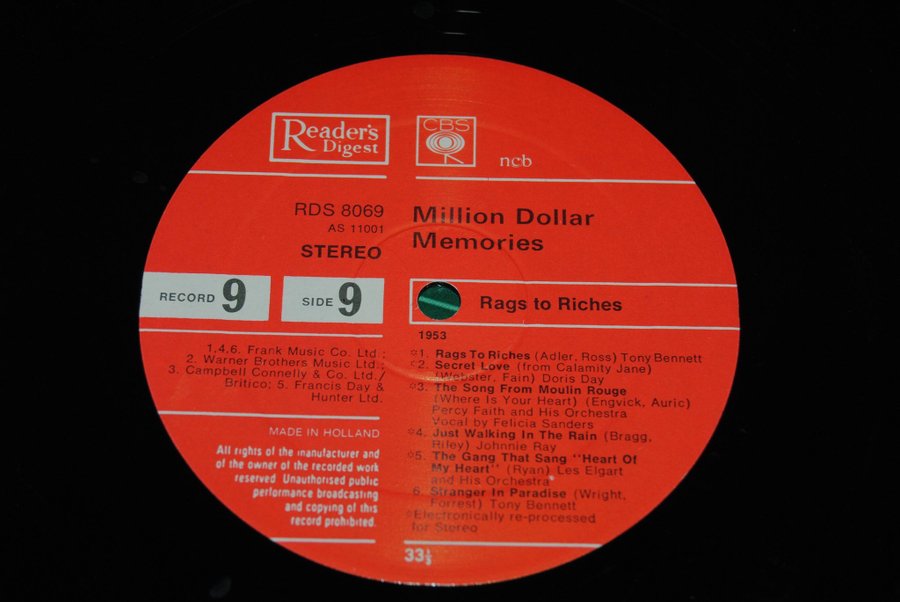 Reader's
Digest
CBS
ncb
RDS 8069
AS 11001
STEREO
Million Dollar
Memories
RECORD 9
SIDE 9
Rags to Riches
1.4.6. Frank Music Co. Ltd.;
2. Warner Brothers Music Ltd.;
3. Campbell Connelly & Co. Ltd./
Britico; 5. Francis Day &
Hunter Ltd.
MADE IN HOLLAND
All rights of the manufacturer and
of the owner of the recorded work
reserved. Unauthorised public
performance broadcasting
and copying of this
record prohibited.
1953
☆1. Rags To Riches (Adler, Ross) Tony Bennett
☆2. Secret Love (from Calamity Jane)
(Webster, Fain) Doris Day
☆3. The Song From Moulin Rouge
(Where Is Your Heart) (Engvick, Auric)
Percy Faith and His Orchestra
Vocal by Felicia Sanders
☆4. Just Walking In The Rain (Bragg,
Riley) Johnnie Ray
☆5. The Gang That Sang "Heart Of
My Heart" (Ryan) Les Elgart
and His Orchestra
6. Stranger In Paradise (Wright,
Forrest) Tony Bennett
☆Electronically re-processed
for Stereo
33⅓